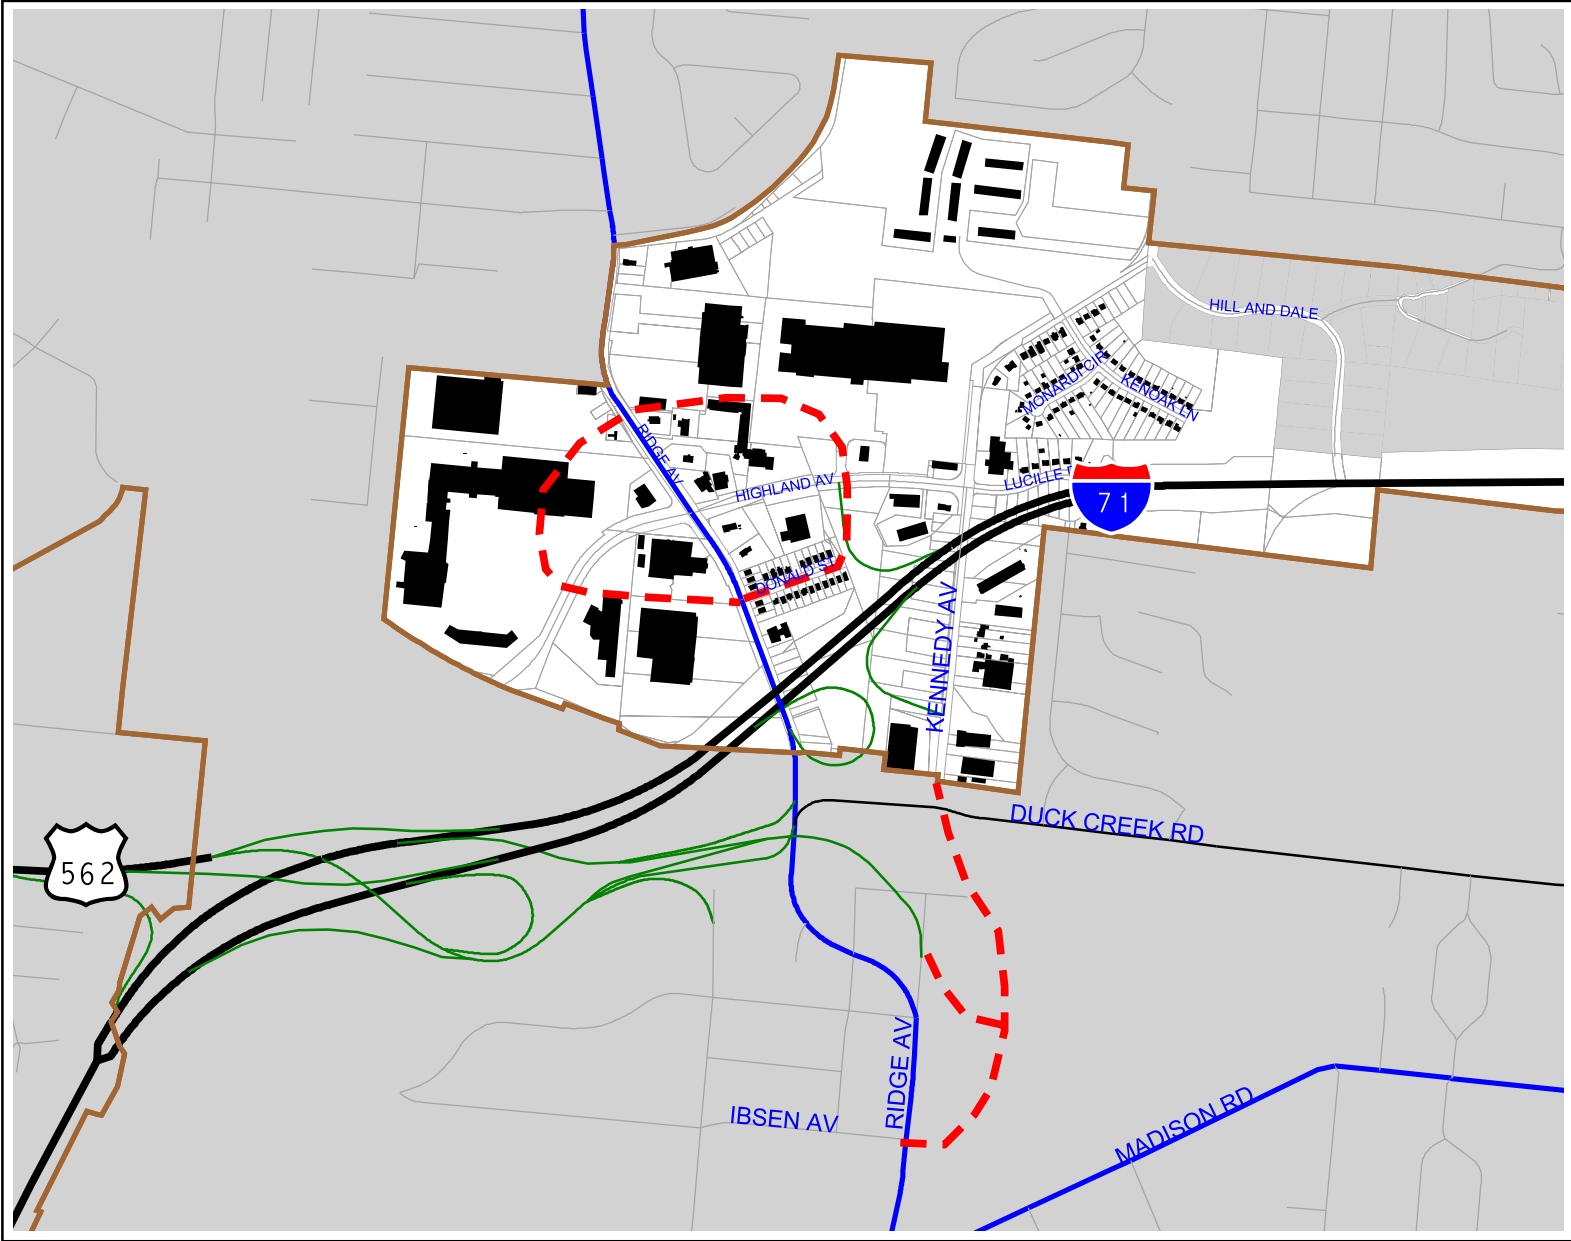 HILL AND DALE
MONARDI CIR
KENOAK LN
RIDGE AV
HIGHLAND AV
LUCILLE
71
DONALD ST
KENNEDY AV
DUCK CREEK RD
562
RIDGE AV
IBSEN AV
MADISON RD